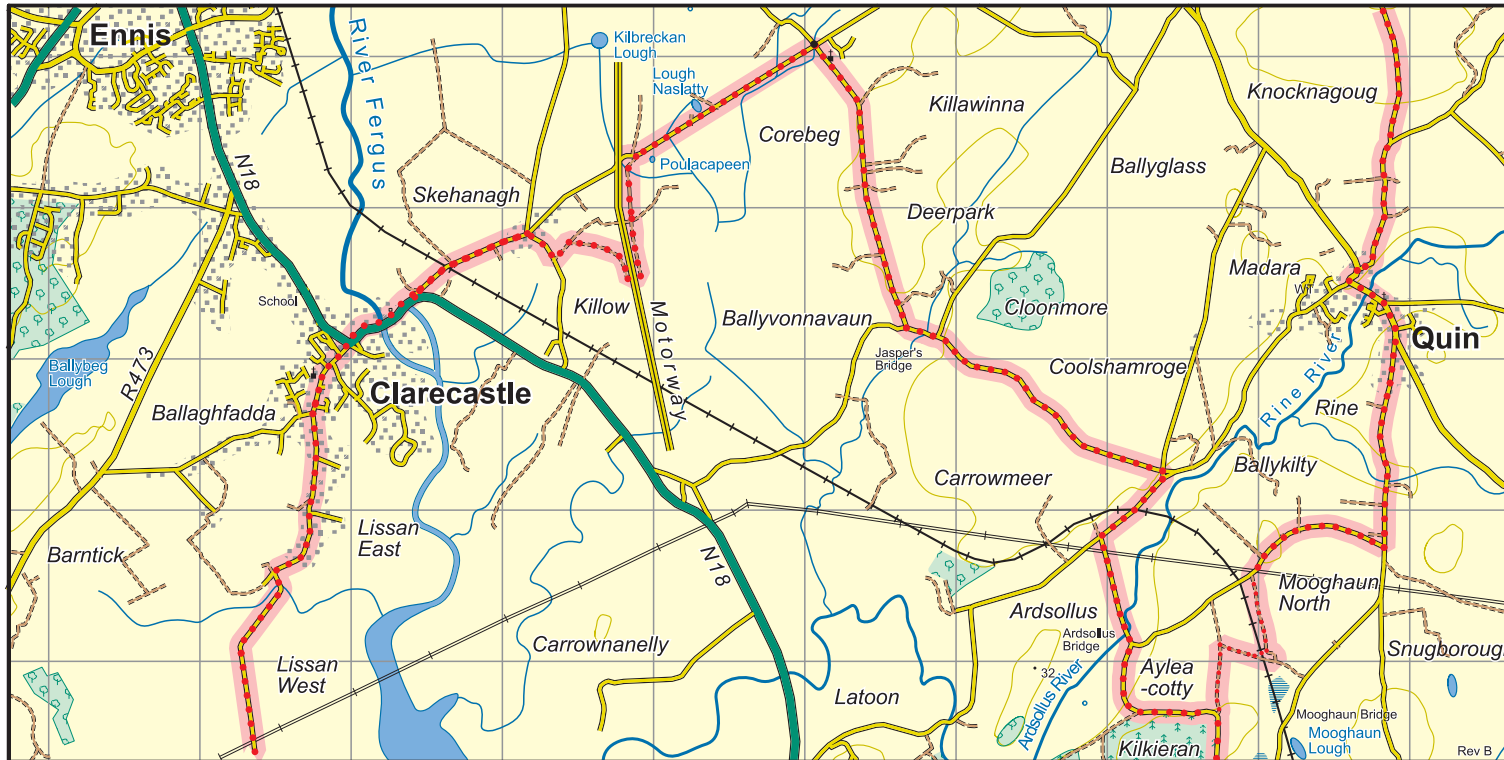 Ennis
River Fergus
Kilbreckan
Lough
Lough
Naslatty
Corebeg
Killawinna
Knocknagoug
N18
Poulacapeen
Ballyglass
Skehanagh
Deerpark
Madara
Well
School
Killow
Motorway
Ballyvonnavaun
Cloonmore
Quin
R473
Jasper's
Bridge
Coolshamroge
Rine River
Ballybeg
Lough
Clarecastle
Ballaghfadda
Rine
Carrowmeer
Ballykilty
Lissan
East
Barntick
N18
Mooghaun
North
Ardsollus
Ardsollus
Bridge
Carrownanelly
Snugborough
Lissan
West
32
Aylea
-cotty
Latoon
Ardsollus River
Mooghaun Bridge
Mooghaun
Lough
Kilkieran
Rev B